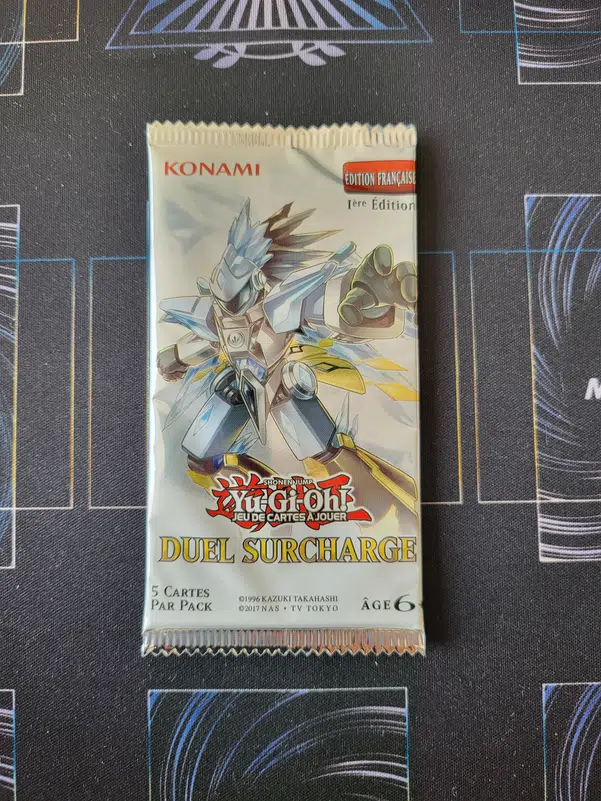 KONAMI
ÉDITION FRANÇAISE
1ère Édition
SHONEN JUMP
Yu-Gi-Oh!
JEU DE CARTES À JOUER
DUEL SURCHARGE
5 CARTES
PAR PACK
©1996 KAZUKI TAKAHASHI
©2017 NAS • TV TOKYO
ÂGE 6+
M